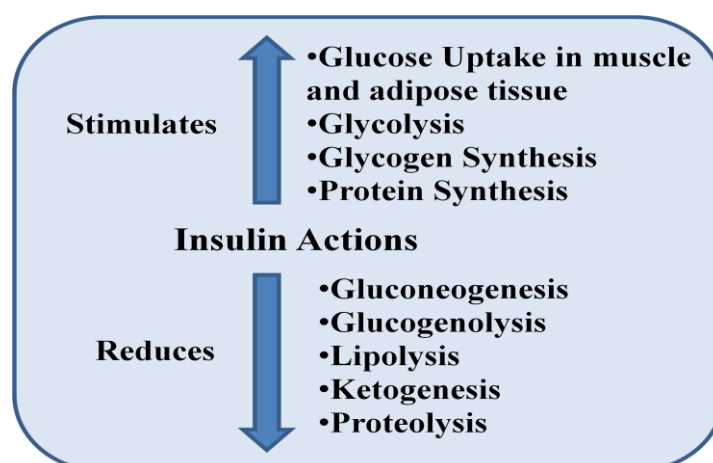 •Glucose Uptake in muscle
and adipose tissue
Stimulates
•Glycolysis
•Glycogen Synthesis
•Protein Synthesis
Insulin Actions
•Gluconeogenesis
•Glucogenolysis
Reduces
•Lipolysis
•Ketogenesis
•Proteolysis